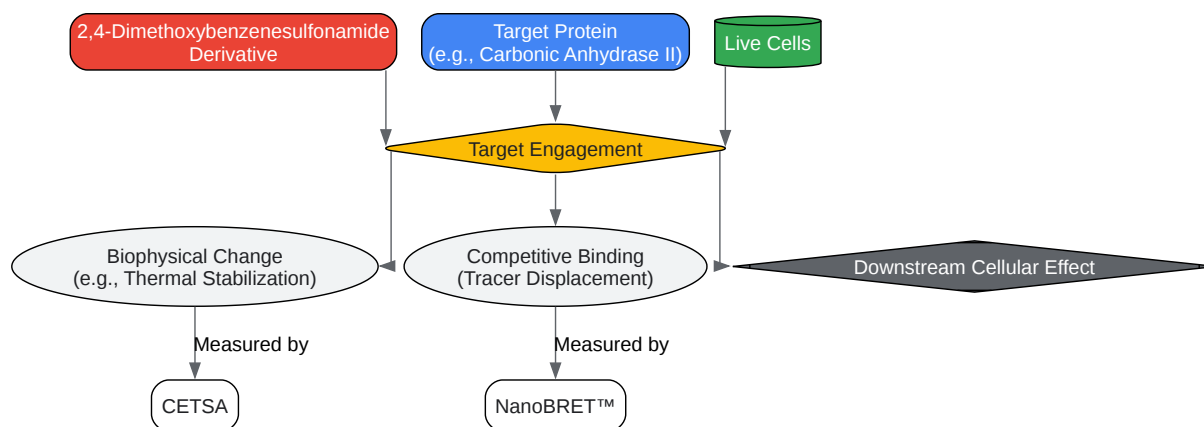 2,4-Dimethoxybenzenesulfonamide
Derivative
Target Protein
(e.g., Carbonic Anhydrase II)
Live Cells
Target Engagement
Biophysical Change
(e.g., Thermal Stabilization)
Competitive Binding
(Tracer Displacement)
Downstream Cellular Effect
Measured by
Measured by
CETSA
NanoBRET™